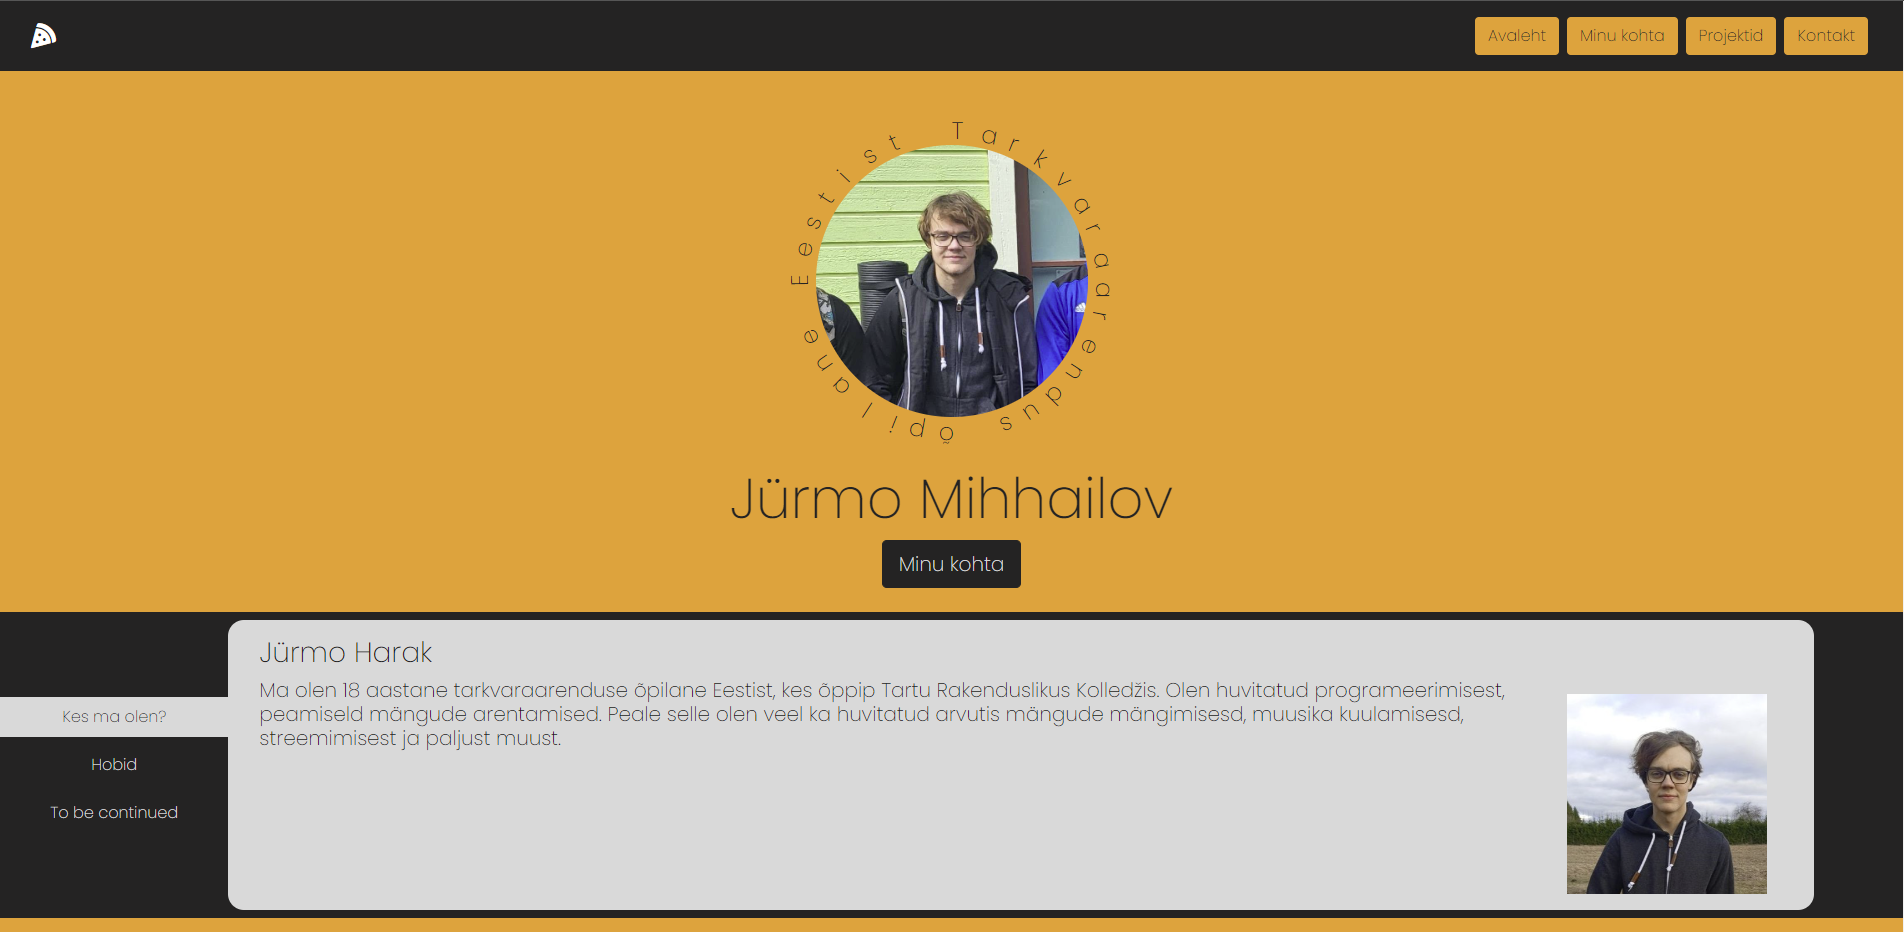 Avaleht Minu kohta Projektid Kontakt
Tarkvaraarendus õpilane Eestist
Jürmo Mihhailov
Minu kohta
Jürmo Harak
Ma olen 18 aastane tarkvaraarenduse õpilane Eestist, kes õppip Tartu Rakenduslikus Kolledžis. Olen huvitatud programeerimisest,
peamiseld mängude arentamised. Peale selle olen veel ka huvitatud arvutis mängude mängimisesd, muusika kuulamisesd,
streemimisest ja paljust muust.
Kes ma olen?
Hobid
To be continued